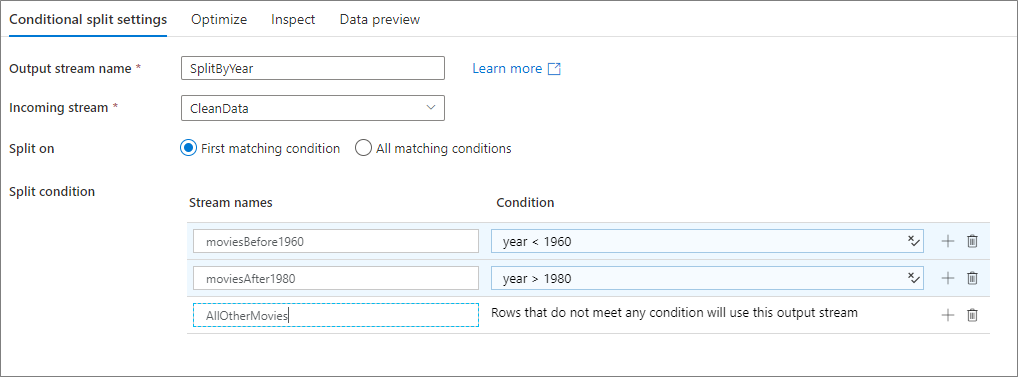 Conditional split settings Optimize Inspect Data preview
Output stream name * SplitByYear Learn more
Incoming stream * CleanData
Split on First matching condition All matching conditions
Split condition
Stream names Condition
moviesBefore1960 year < 1960
moviesAfter1980 year > 1980
AllOtherMovies Rows that do not meet any condition will use this output stream